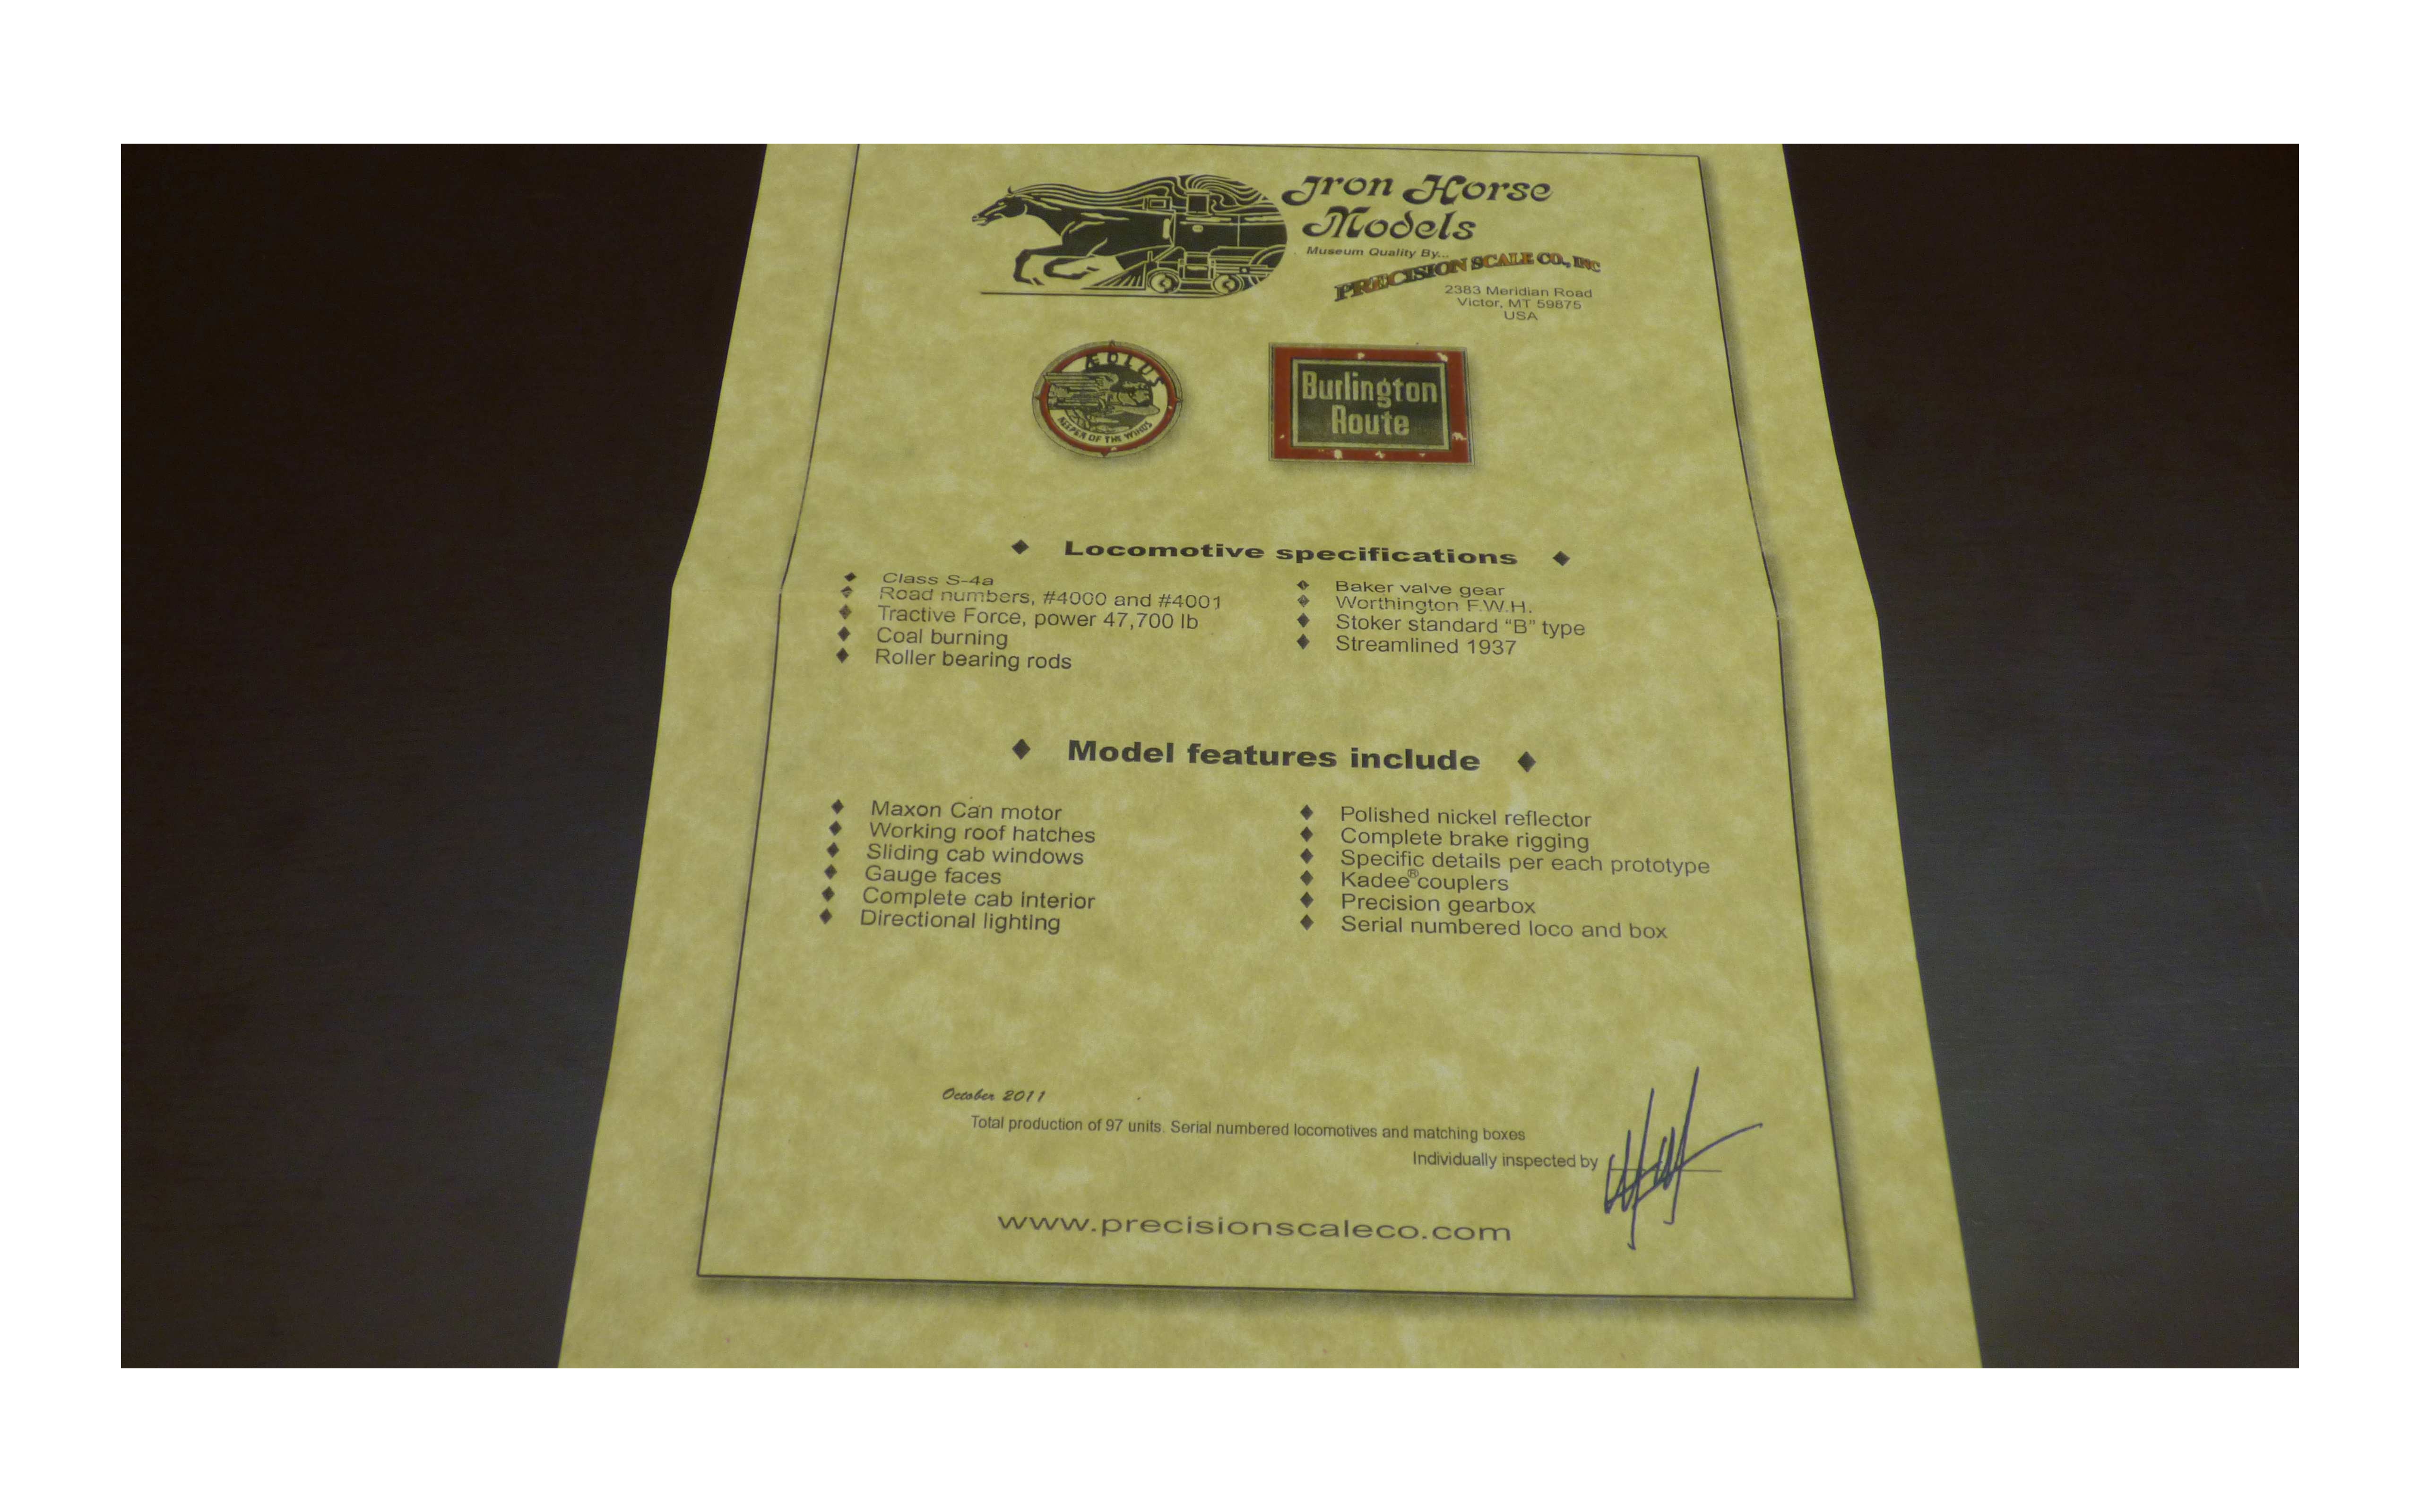 Iron Horse
Models
Museum Quality By...
PRECISION SCALE CO., INC
2383 Meridian Road
Victor, MT 59875
USA
ÆOLUS
KEEPER OF THE WINDS
Burlington
Route
Locomotive specifications
Class S-4a
Road numbers, #4000 and #4001
Tractive Force, power 47,700 lb
Coal burning
Roller bearing rods
Baker valve gear
Worthington F.W.H.
Stoker standard “B” type
Streamlined 1937
Model features include
Maxon Can motor
Working roof hatches
Sliding cab windows
Gauge faces
Complete cab interior
Directional lighting
Polished nickel reflector
Complete brake rigging
Specific details per each prototype
Kadee® couplers
Precision gearbox
Serial numbered loco and box
October 2011
Total production of 97 units. Serial numbered locomotives and matching boxes
Individually inspected by
www.precisionscaleco.com